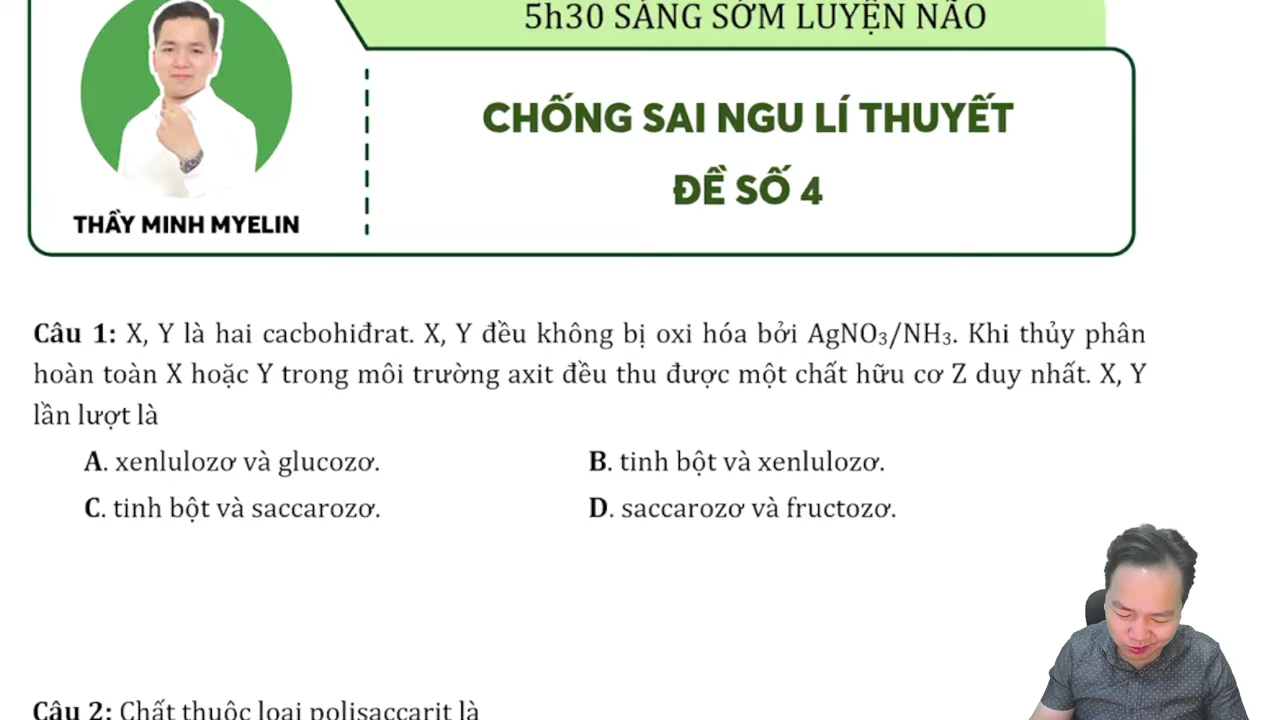 5h30 SÁNG SỚM LUYỆN NÃO
CHỐNG SAI NGU LÍ THUYẾT
ĐỀ SỐ 4
THẦY MINH MYELIN
Câu 1: X, Y là hai cacbohiđrat. X, Y đều không bị oxi hóa bởi AgNO₃/NH₃. Khi thủy phân
hoàn toàn X hoặc Y trong môi trường axit đều thu được một chất hữu cơ Z duy nhất. X, Y
lần lượt là
A. xenlulozơ và glucozơ. B. tinh bột và xenlulozơ.
C. tinh bột và saccarozơ. D. saccarozơ và fructozơ.
Câu 2: Chất thuộc loại polisaccarit là